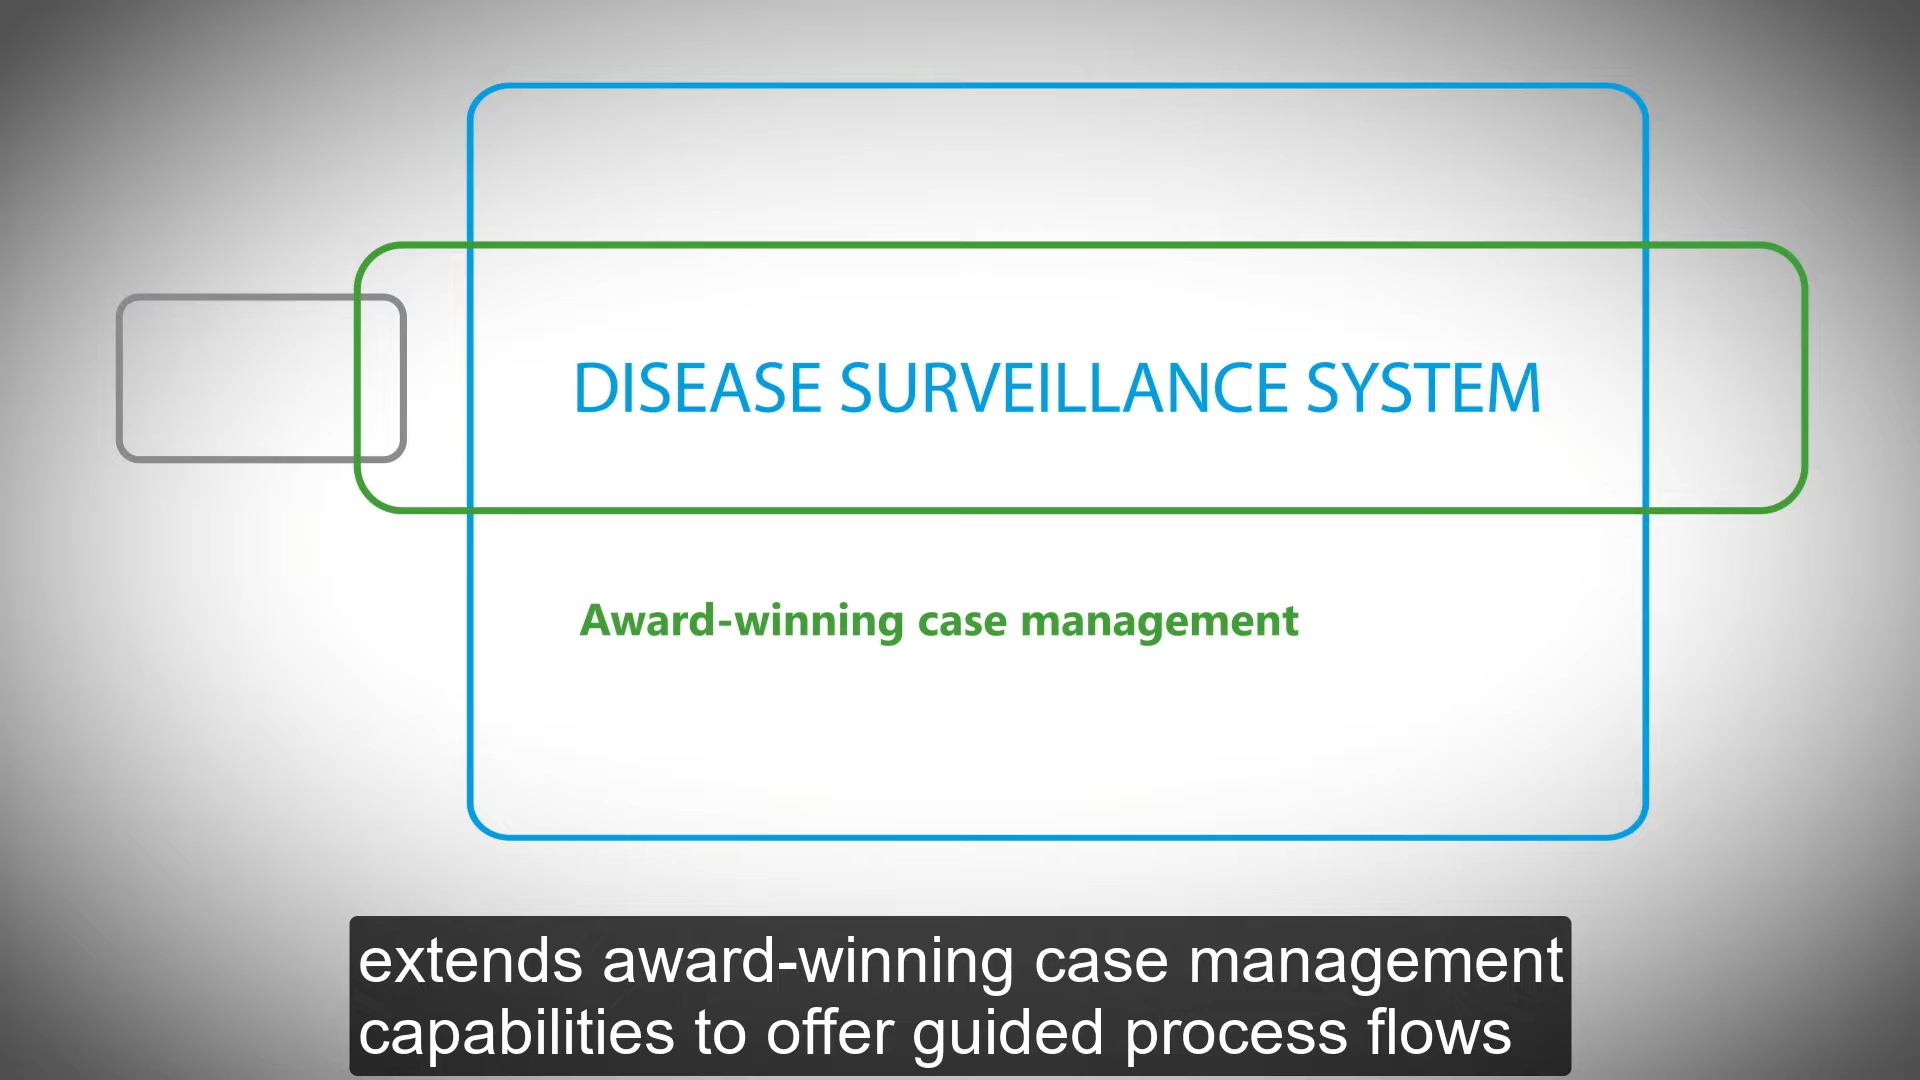 DISEASE SURVEILLANCE SYSTEM
Award-winning case management
extends award-winning case management
capabilities to offer guided process flows